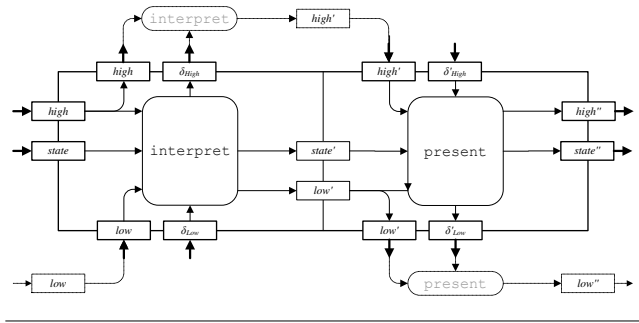 interpret high'
high δHigh high' δ'High
high high''
state interpret state' present state''
low'
low δLow low' δ'Low
low present low''